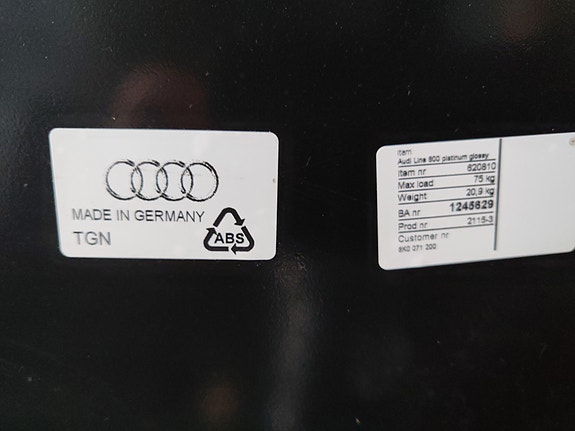 MADE IN GERMANY
TGN
ABS
Item
Audi Line 800 platinum glossy
Item nr 620810
Max load 75 kg
Weight 20,9 kg
BA nr 1245629
Prod nr 2115-3
Customer nr
8K0 071 200